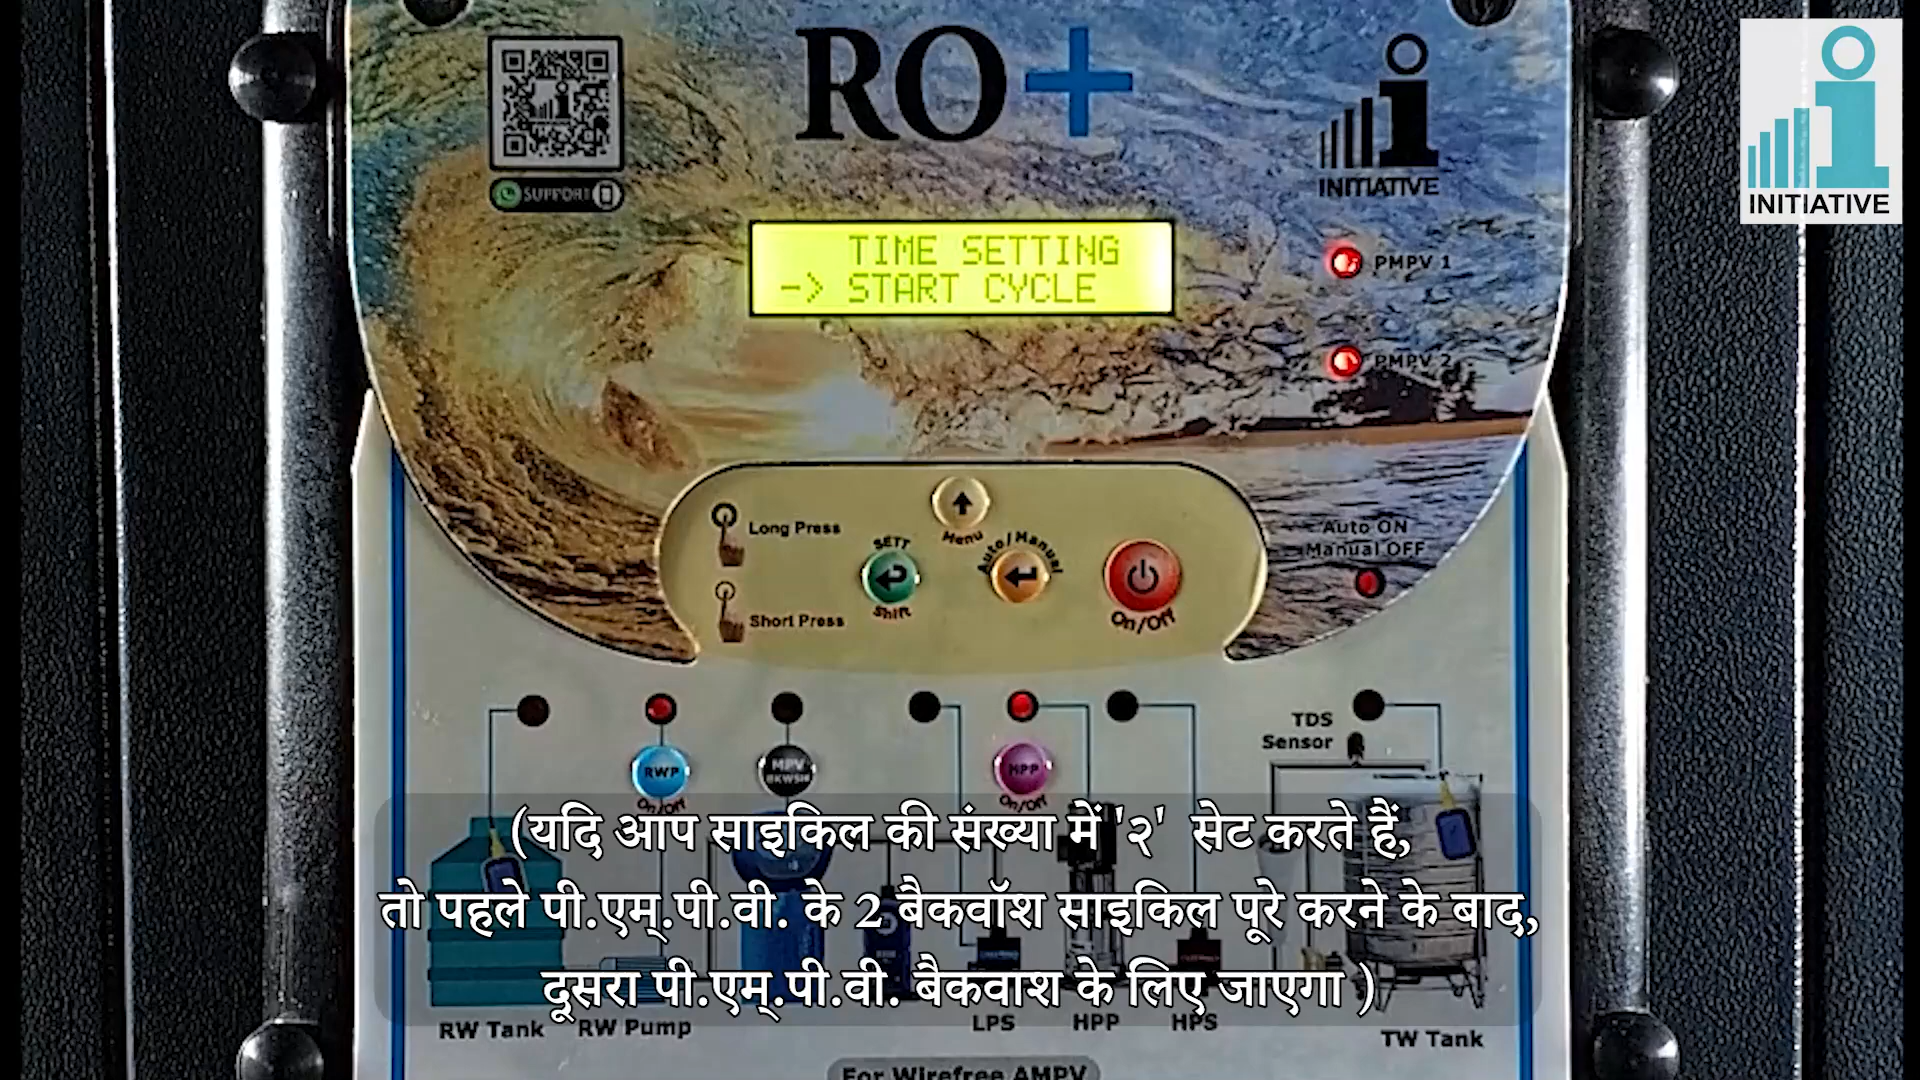 RO+
SUPPORT
INITIATIVE
INITIATIVE
TIME SETTING
-> START CYCLE
PMPV 1
PMPV 2
Long Press
Short Press
SETT
Shift
Menu
Auto/Manual
On/Off
Auto ON
Manual OFF
RWP
On/Off
MPV
BKWSH
HPP
On/Off
TDS
Sensor
(यदि आप साइकिल की संख्या में '२' सेट करते हैं,
तो पहले पी.एम्.पी.वी. के 2 बैकवॉश साइकिल पूरे करने के बाद,
दूसरा पी.एम्.पी.वी. बैकवाश के लिए जाएगा )
RW Tank
RW Pump
LPS
HPP
HPS
TW Tank
For Wirefree AMPV